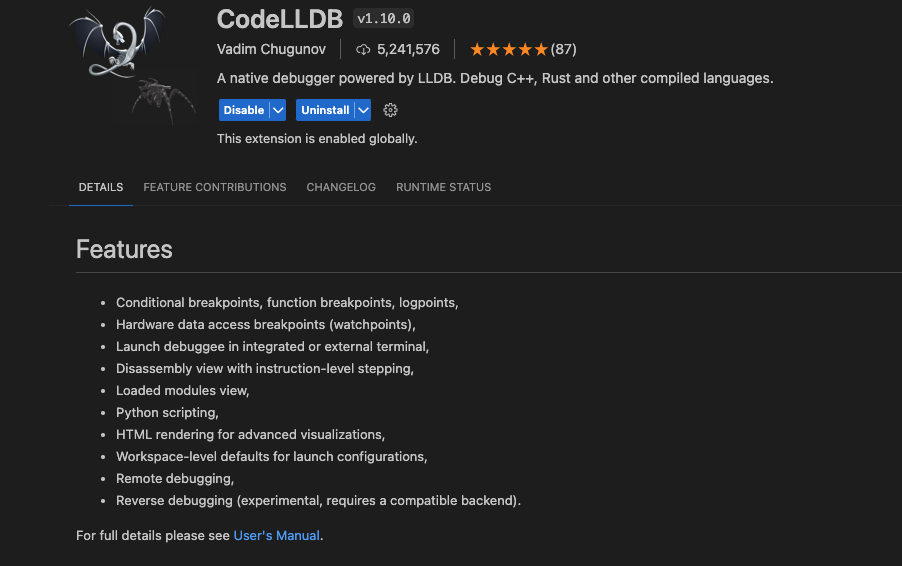 CodeLLDB v1.10.0
Vadim Chugunov 5,241,576 ★★★★★(87)
A native debugger powered by LLDB. Debug C++, Rust and other compiled languages.
Disable Uninstall
This extension is enabled globally.
DETAILS FEATURE CONTRIBUTIONS CHANGELOG RUNTIME STATUS
Features
• Conditional breakpoints, function breakpoints, logpoints,
• Hardware data access breakpoints (watchpoints),
• Launch debuggee in integrated or external terminal,
• Disassembly view with instruction-level stepping,
• Loaded modules view,
• Python scripting,
• HTML rendering for advanced visualizations,
• Workspace-level defaults for launch configurations,
• Remote debugging,
• Reverse debugging (experimental, requires a compatible backend).
For full details please see User's Manual.